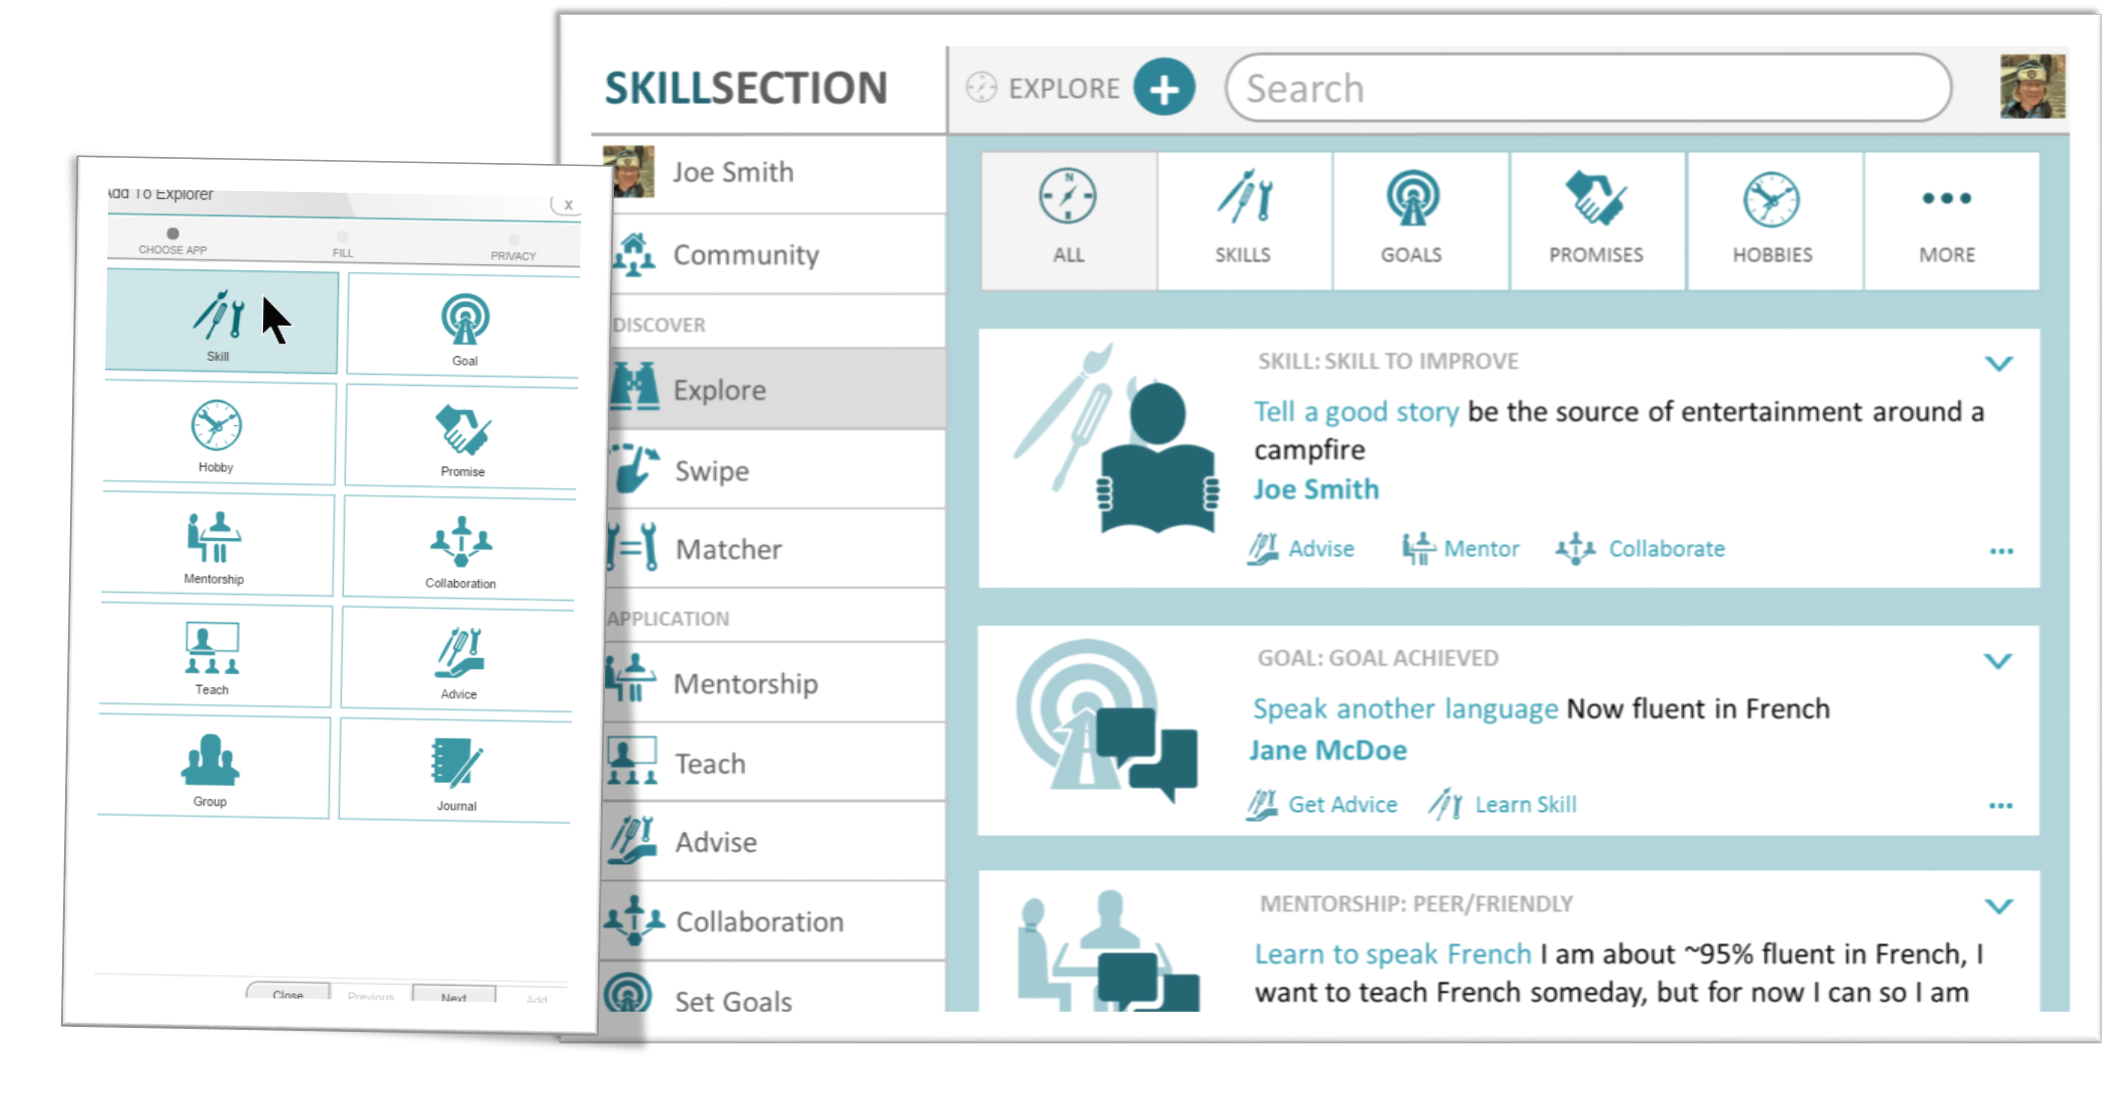 SKILLSECTION
EXPLORE
Search
Joe Smith
Community
DISCOVER
Explore
Swipe
Matcher
APPLICATION
Mentorship
Teach
Advise
Collaboration
Set Goals
N
ALL
SKILLS
GOALS
PROMISES
HOBBIES
MORE
SKILL: SKILL TO IMPROVE
Tell a good story be the source of entertainment around a
campfire
Joe Smith
Advise
Mentor
Collaborate
GOAL: GOAL ACHIEVED
Speak another language Now fluent in French
Jane McDoe
Get Advice
Learn Skill
MENTORSHIP: PEER/FRIENDLY
Learn to speak French I am about ~95% fluent in French, I
want to teach French someday, but for now I can so I am
Add To Explorer
x
CHOOSE APP
FILL
PRIVACY
Skill
Goal
Hobby
Promise
Mentorship
Collaboration
Teach
Advice
Group
Journal
Close
Previous
Next
Add